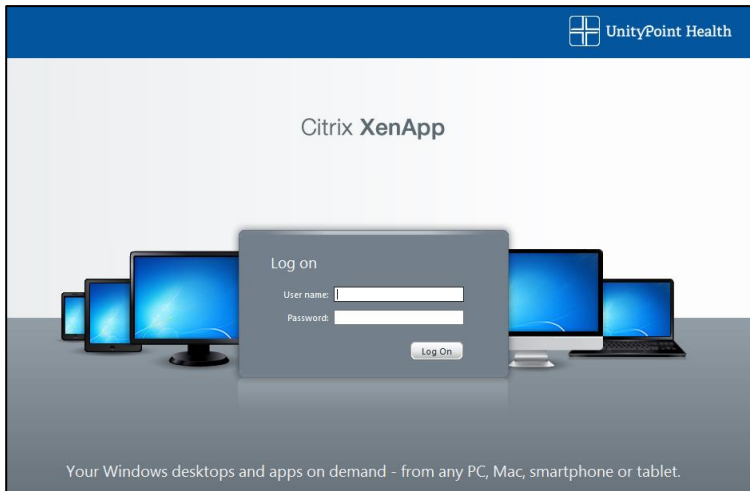 UnityPoint Health
Citrix XenApp
Log on
User name:
Password:
Log On
Your Windows desktops and apps on demand - from any PC, Mac, smartphone or tablet.